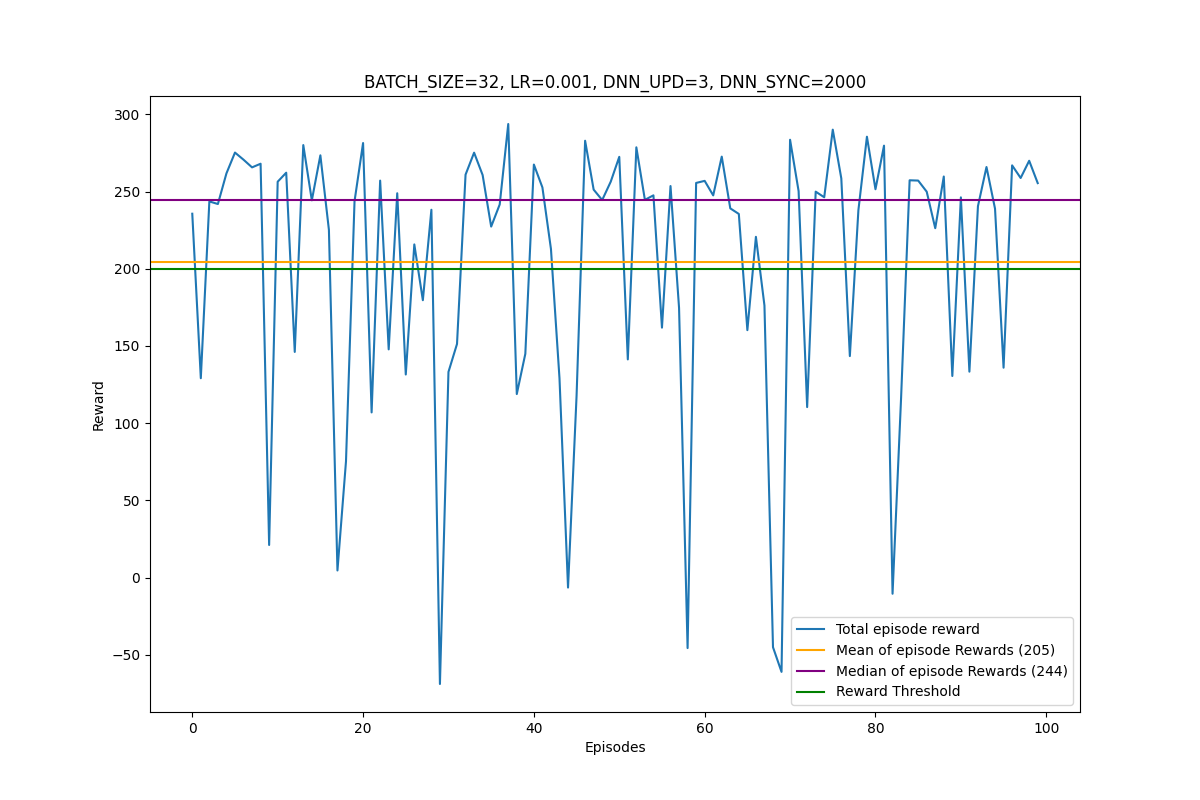 BATCH_SIZE=32, LR=0.001, DNN_UPD=3, DNN_SYNC=2000
300
250
200
150
100
50
0
−50
Reward
Total episode reward
Mean of episode Rewards (205)
Median of episode Rewards (244)
Reward Threshold
0 20 40 60 80 100
Episodes